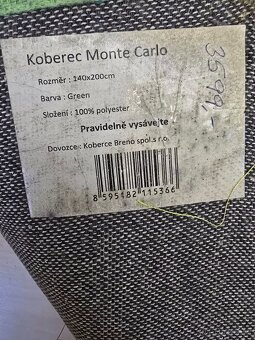 Koberec Monte Carlo
Rozměr : 140x200cm
Barva : Green
Složení : 100% polyester
Pravidelně vysávejte
Dovozce : Koberce Breno spol.s r.o.
8 595182 115366
3599,-